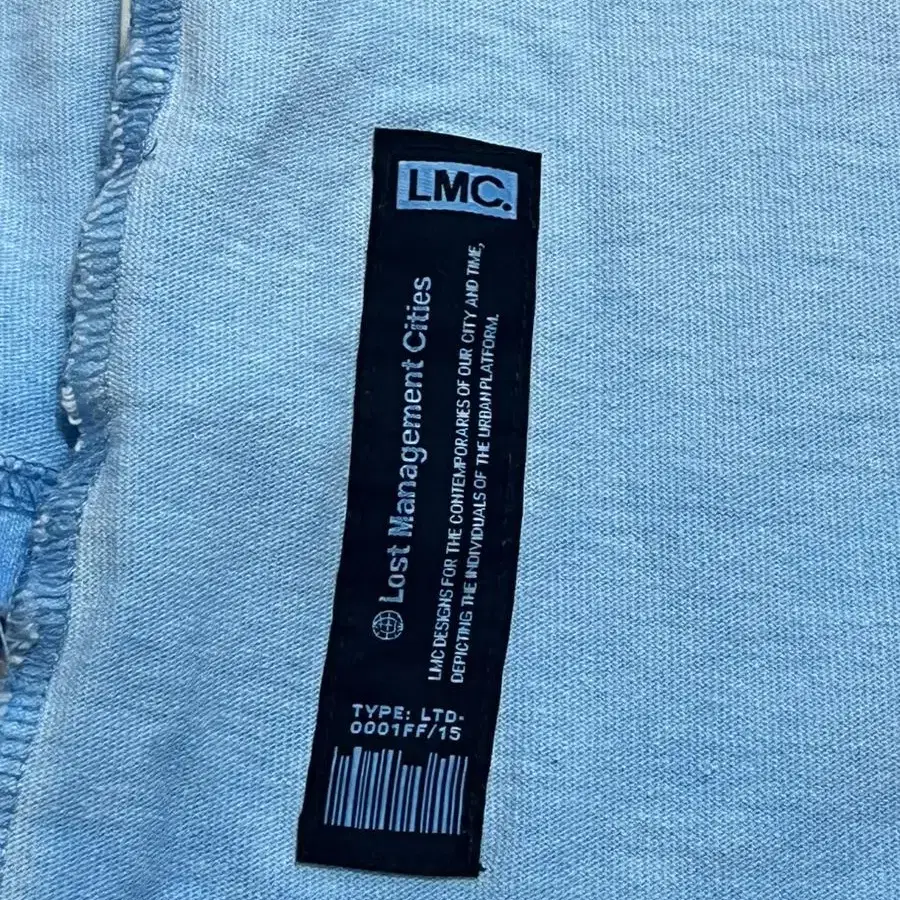 LMC.
Lost Management Cities
LMC DESIGNS FOR THE CONTEMPORARIES OF OUR CITY AND TIME,
DEPICTING THE INDIVIDUALS OF THE URBAN PLATFORM.
TYPE: LTD-
0001FF/15